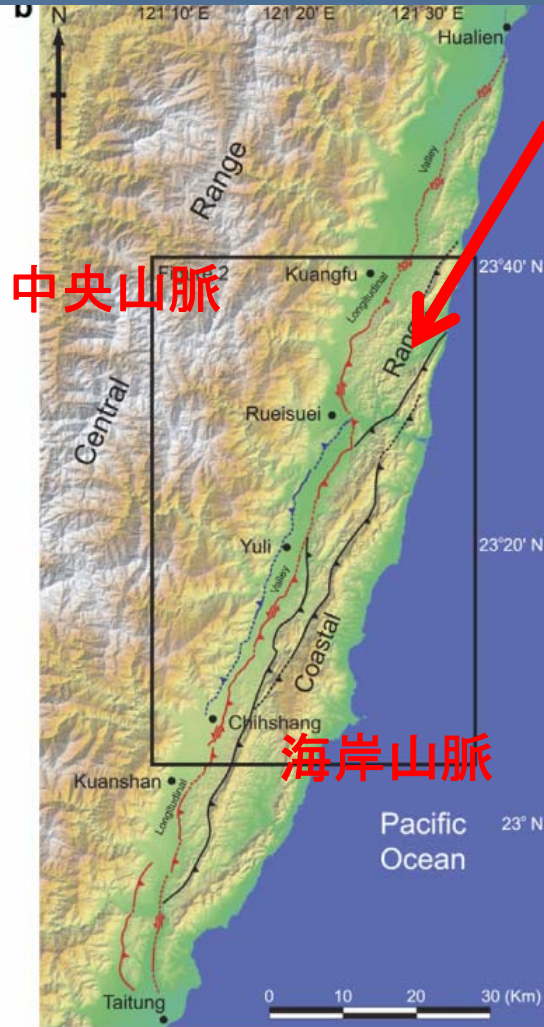 b
N
121°10' E 121°20' E 121°30' E
Hualien
Valley
Range
23°40' N
Figure 2
Kuangfu
中央山脈
Longitudinal
Range
Central
Rueisuei
23°20' N
Yuli
Valley
Coastal
Chihshang
海岸山脈
Kuanshan
Longitudinal
Pacific
Ocean
23° N
Taitung
0 10 20 30 (Km)